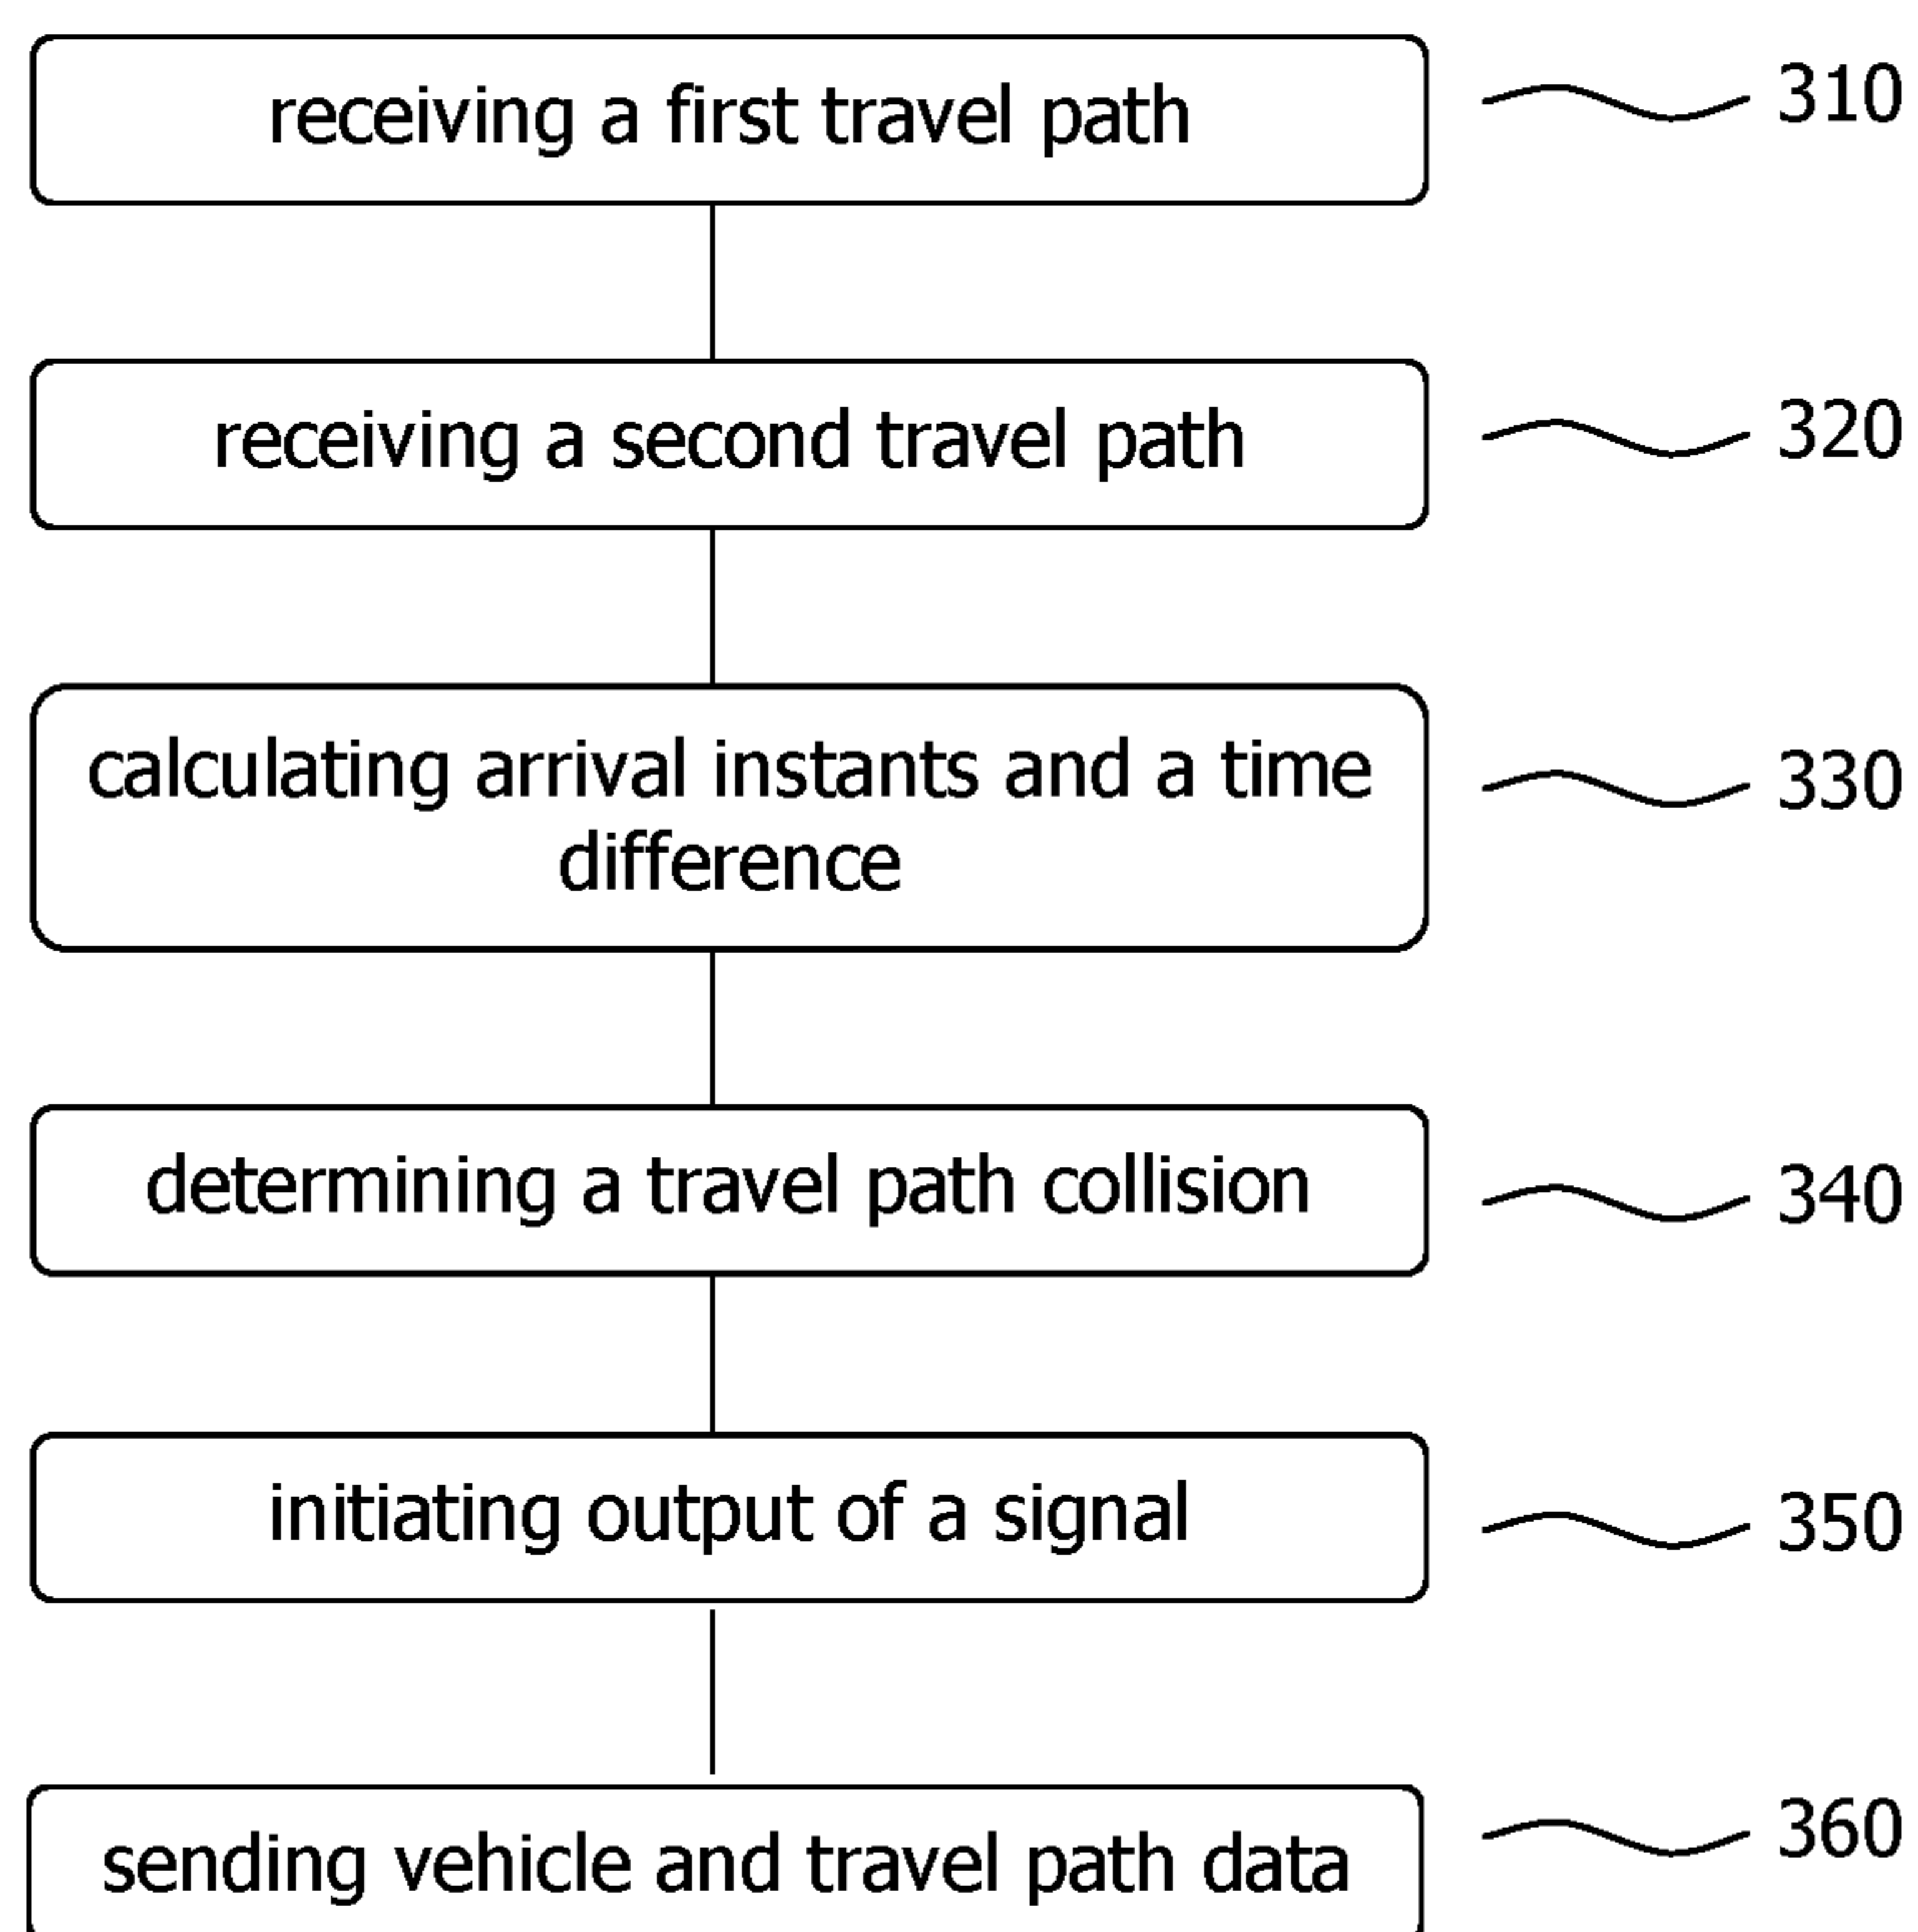 receiving a first travel path
310
receiving a second travel path
320
calculating arrival instants and a time
difference
330
determining a travel path collision
340
initiating output of a signal
350
sending vehicle and travel path data
360